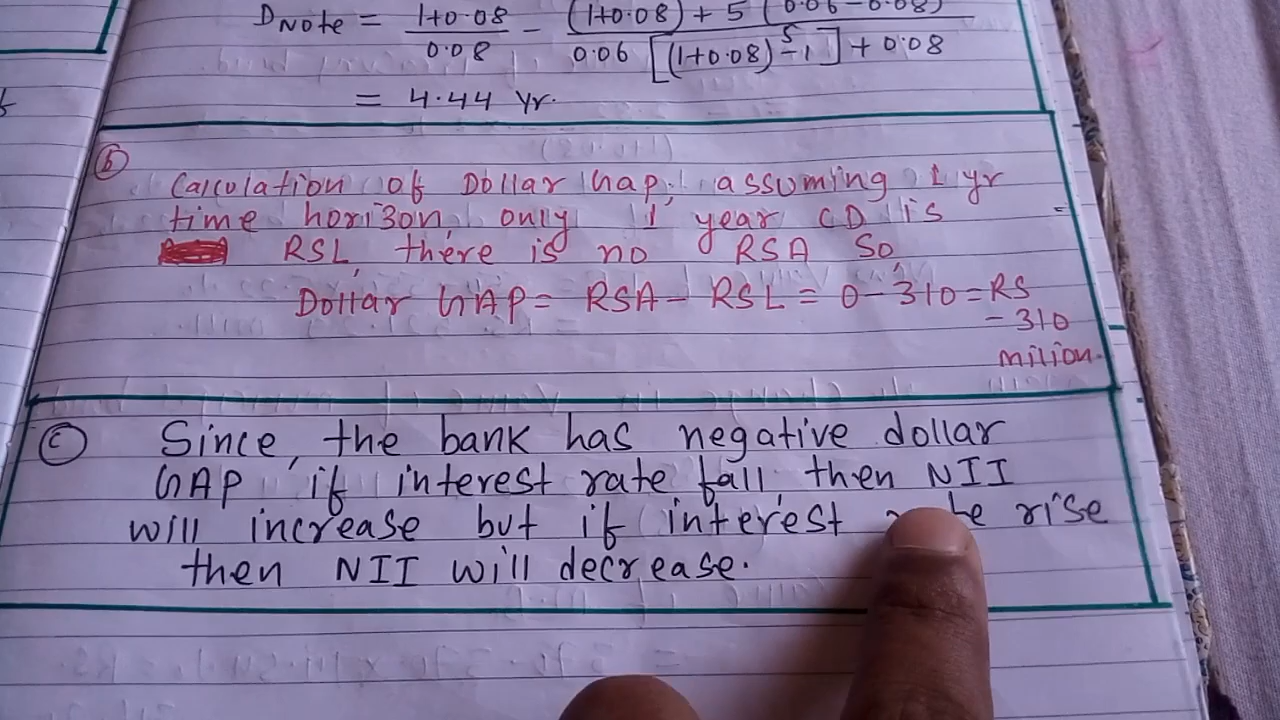 D Note = 1+0.08 / 0.08 − (1+0.08) + 5 (0.06−0.08) / 0.06 [(1+0.08)^5 −1] + 0.08
= 4.44 yr.
(b)
Calculation of Dollar Gap, assuming 1 yr
time horizon, only 1 year CD is
RSL, there is no RSA So,
Dollar GAP = RSA − RSL = 0−310 = RS
− 310
milion.
(c) Since, the bank has negative dollar
GAP, if interest rate fall, then NII
will increase but if interest rise
then NII will decrease.